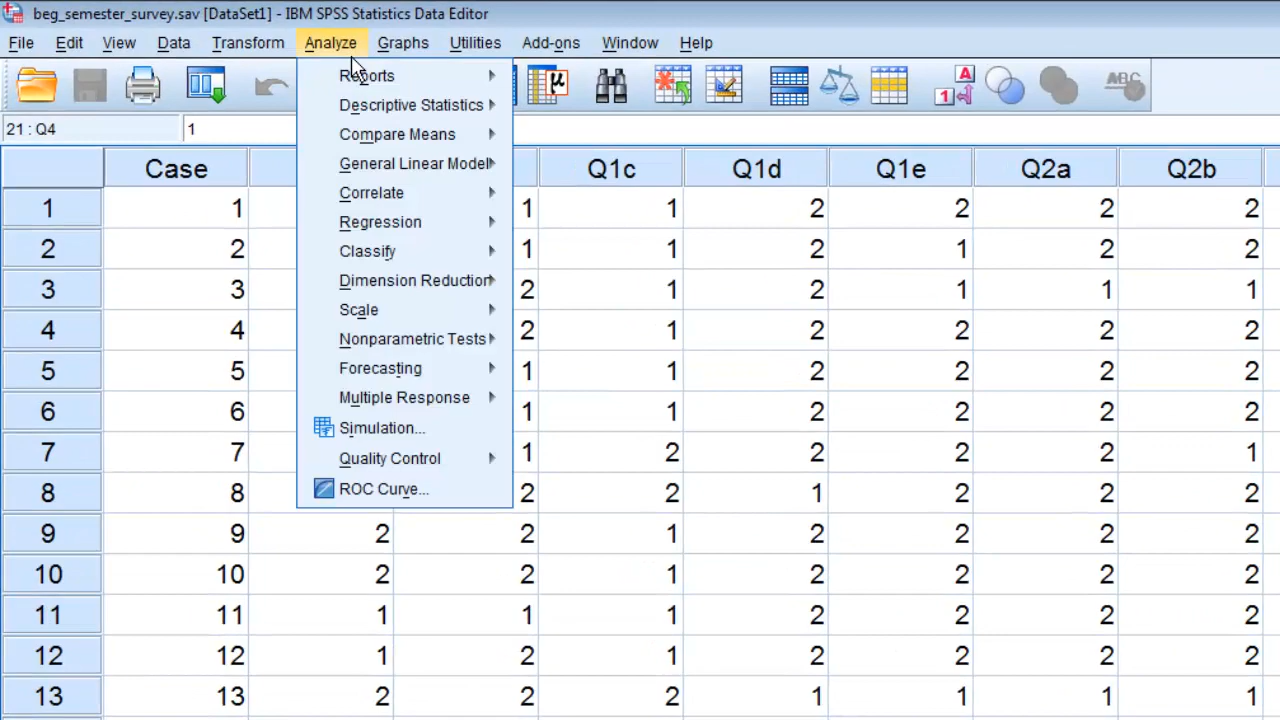 beg_semester_survey.sav [DataSet1] - IBM SPSS Statistics Data Editor
File Edit View Data Transform Analyze Graphs Utilities Add-ons Window Help
A
1
μ
ABC
21 : Q4 1
Reports
Descriptive Statistics
Compare Means
General Linear Model
Correlate
Regression
Classify
Dimension Reduction
Scale
Nonparametric Tests
Forecasting
Multiple Response
Simulation...
Quality Control
ROC Curve...
Case Q1c Q1d Q1e Q2a Q2b
1 1 1 1 2 2 2 2
2 2 1 1 2 1 2 2
3 3 2 1 2 1 1 1
4 4 2 1 2 2 2 2
5 5 1 1 2 2 2 2
6 6 1 1 2 2 2 2
7 7 1 2 2 2 2 1
8 8 2 2 1 2 2 2
9 9 2 2 1 2 2 2 2
10 10 2 2 1 2 2 2 2
11 11 1 1 1 2 2 2 2
12 12 1 2 1 2 2 2 2
13 13 2 2 2 1 1 1 1